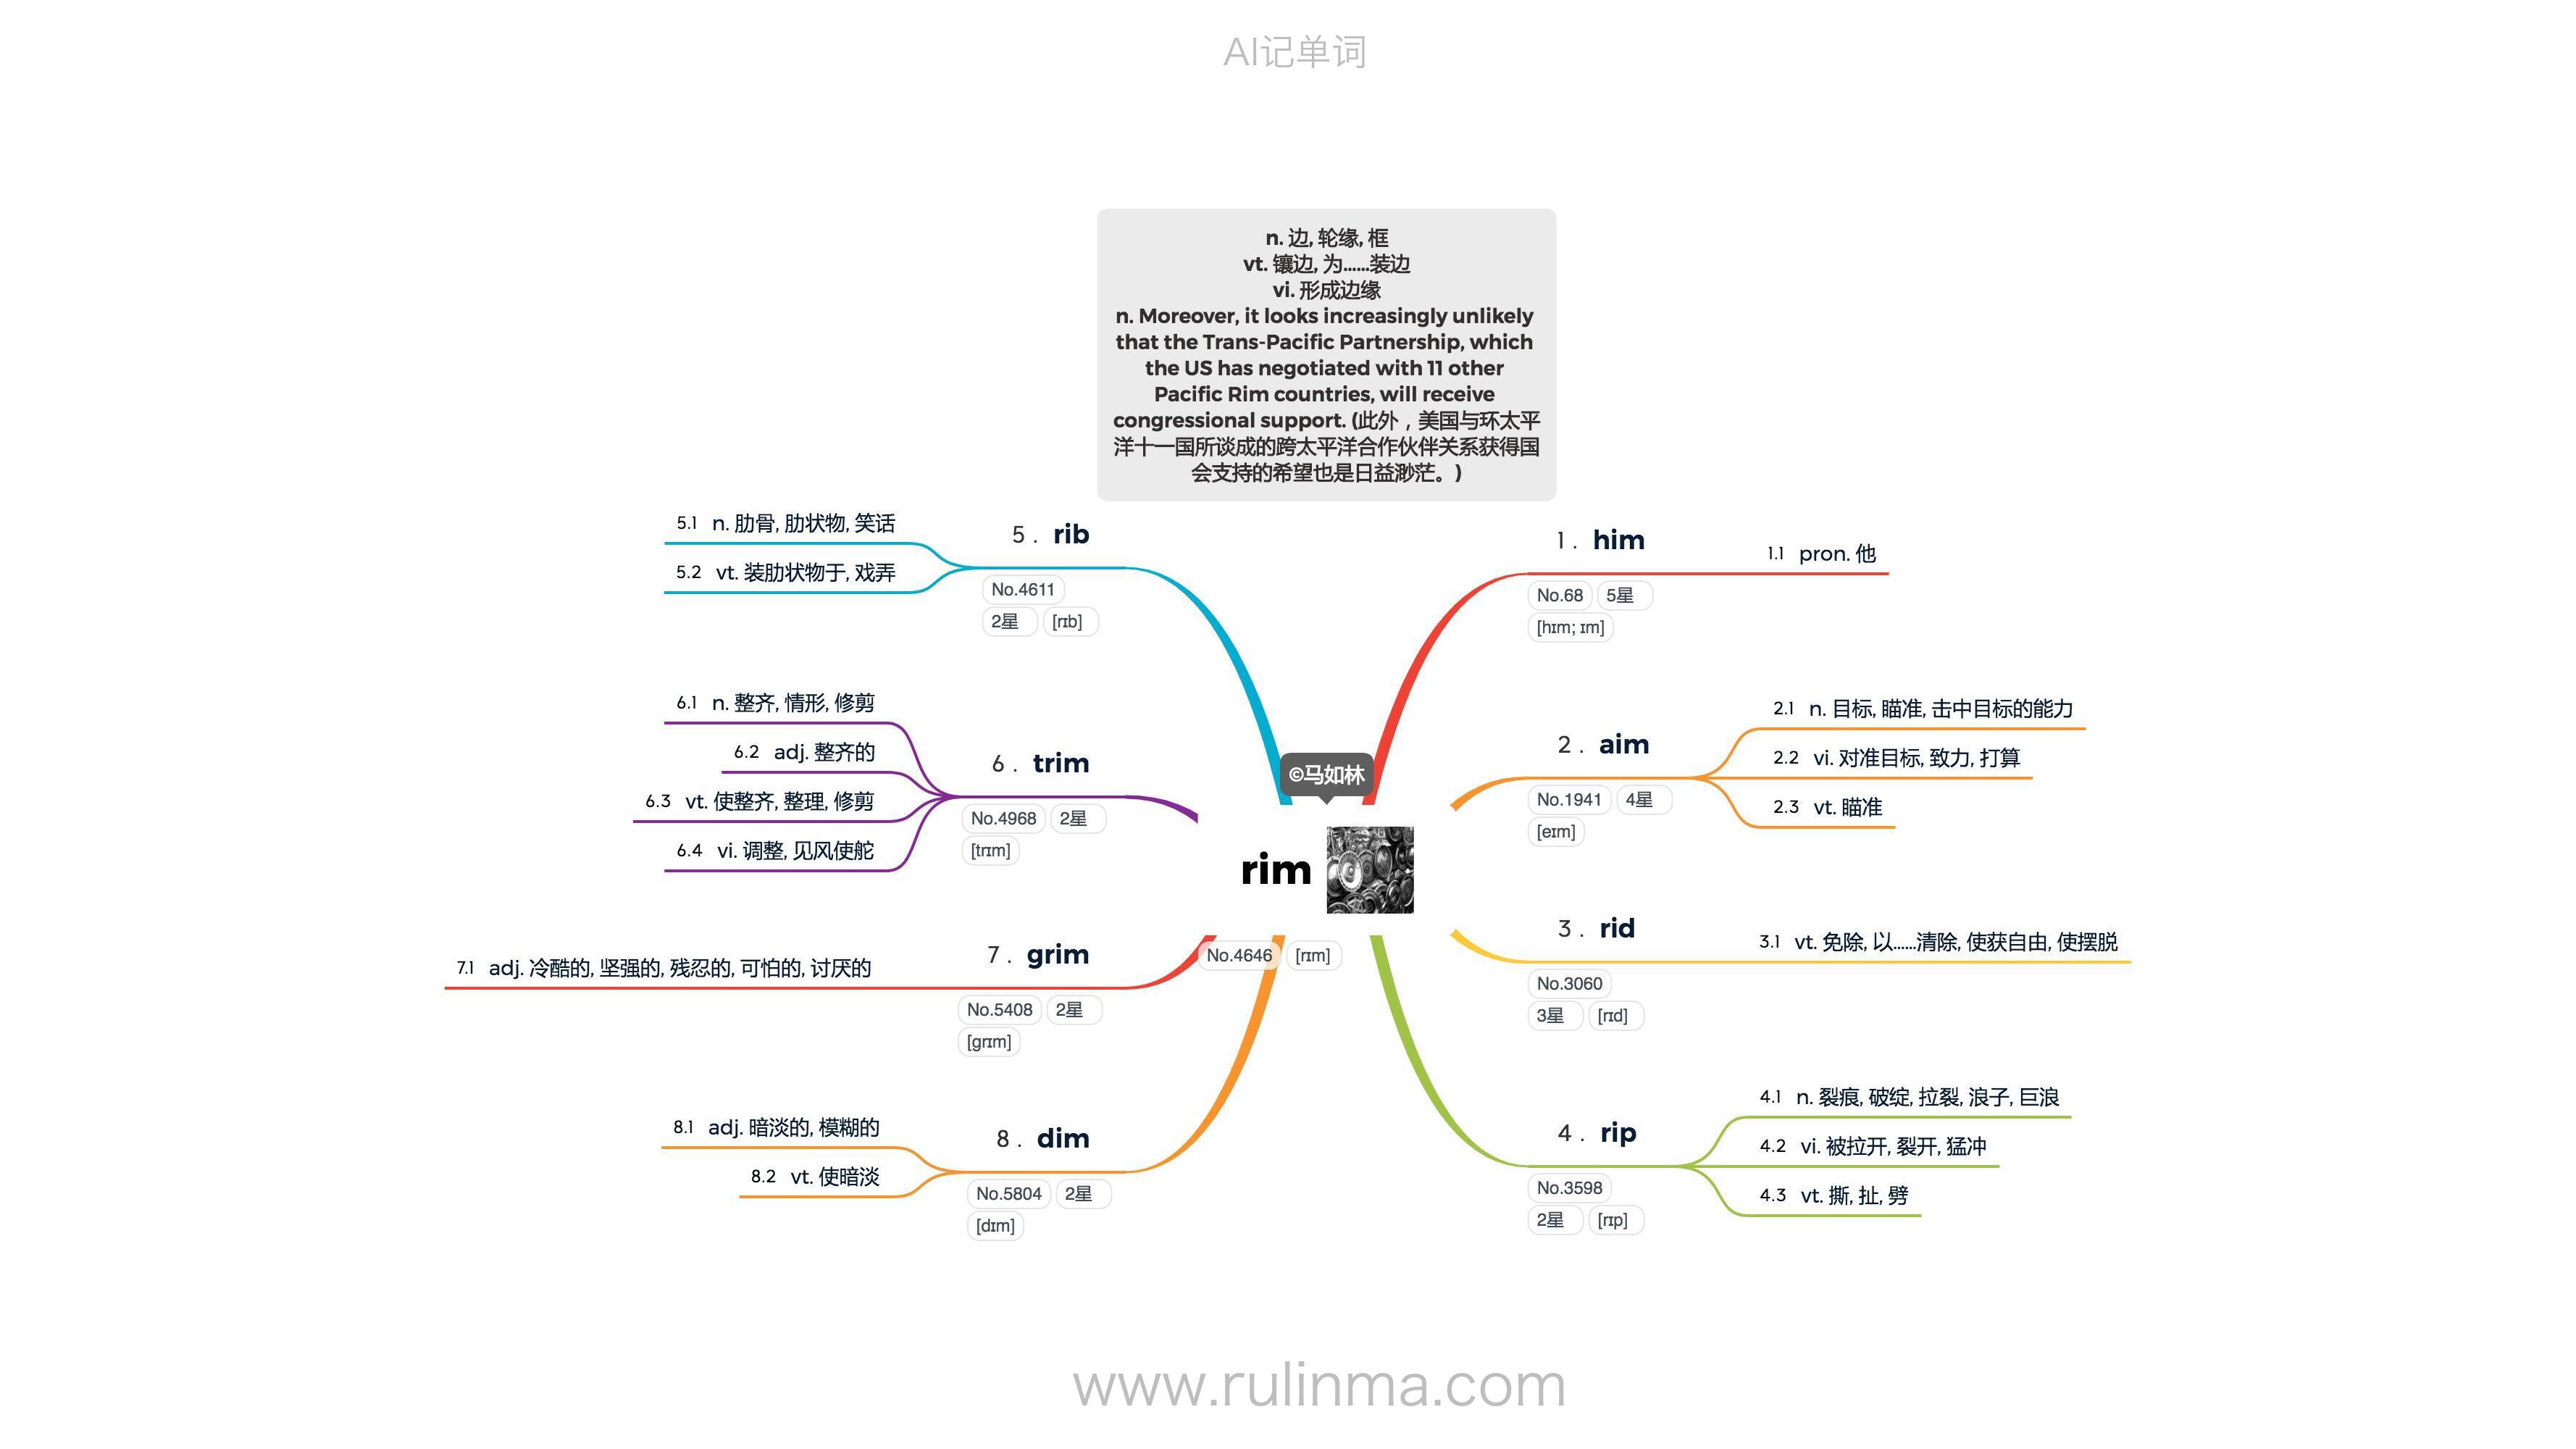 AI记单词
n. 边, 轮缘, 框
vt. 镶边, 为......装边
vi. 形成边缘
n. Moreover, it looks increasingly unlikely
that the Trans-Pacific Partnership, which
the US has negotiated with 11 other
Pacific Rim countries, will receive
congressional support. (此外，美国与环太平
洋十一国所谈成的跨太平洋合作伙伴关系获得国
会支持的希望也是日益渺茫。)
©马如林
rim
No.4646 [rɪm]
1. him
No.68 5星
[hɪm; ɪm]
1.1 pron. 他
2. aim
No.1941 4星
[eɪm]
2.1 n. 目标, 瞄准, 击中目标的能力
2.2 vi. 对准目标, 致力, 打算
2.3 vt. 瞄准
3. rid
No.3060
3星 [rɪd]
3.1 vt. 免除, 以......清除, 使获自由, 使摆脱
4. rip
No.3598
2星 [rɪp]
4.1 n. 裂痕, 破绽, 拉裂, 浪子, 巨浪
4.2 vi. 被拉开, 裂开, 猛冲
4.3 vt. 撕, 扯, 劈
5. rib
No.4611
2星 [rɪb]
5.1 n. 肋骨, 肋状物, 笑话
5.2 vt. 装肋状物于, 戏弄
6. trim
No.4968 2星
[trɪm]
6.1 n. 整齐, 情形, 修剪
6.2 adj. 整齐的
6.3 vt. 使整齐, 整理, 修剪
6.4 vi. 调整, 见风使舵
7. grim
No.5408 2星
[grɪm]
7.1 adj. 冷酷的, 坚强的, 残忍的, 可怕的, 讨厌的
8. dim
No.5804 2星
[dɪm]
8.1 adj. 暗淡的, 模糊的
8.2 vt. 使暗淡
www.rulinma.com